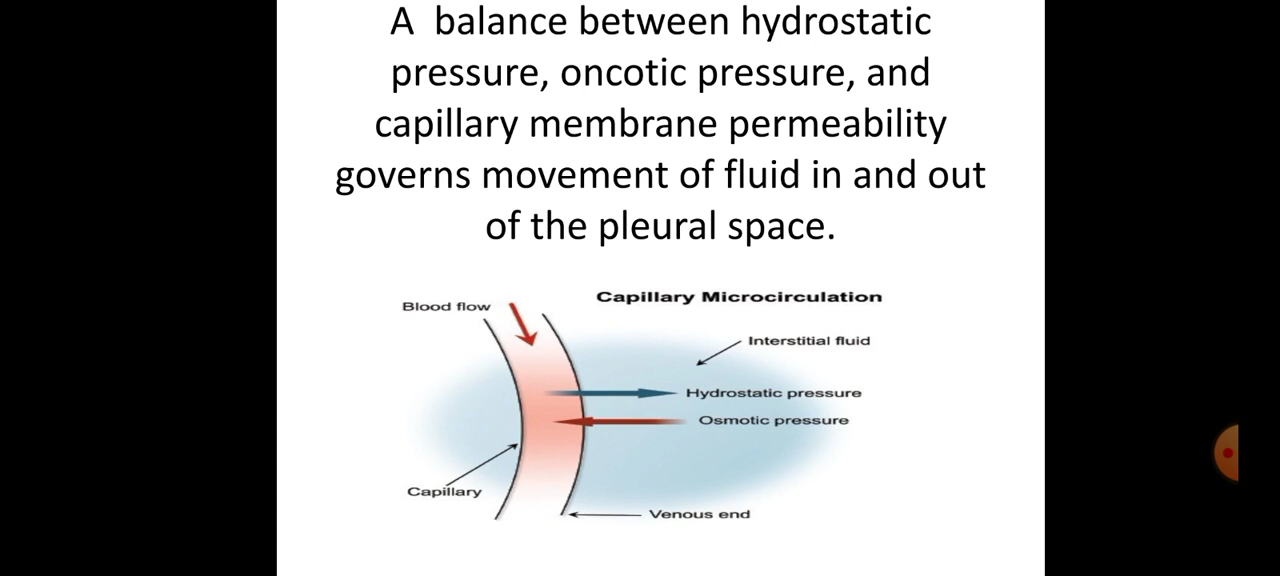 A balance between hydrostatic
pressure, oncotic pressure, and
capillary membrane permeability
governs movement of fluid in and out
of the pleural space.
Capillary Microcirculation
Blood flow
Interstitial fluid
Hydrostatic pressure
Osmotic pressure
Capillary
Venous end